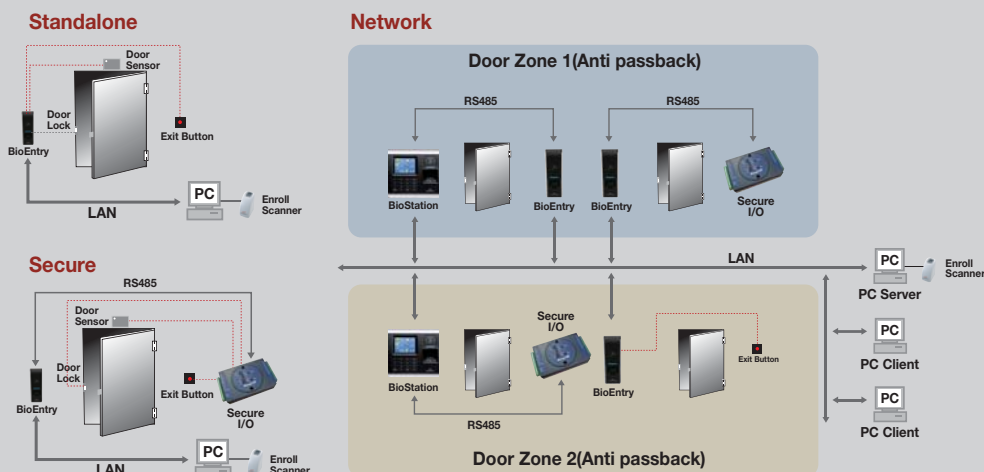 Standalone
Door
Sensor
Door
Lock
BioEntry
Exit Button
LAN
PC
Enroll
Scanner
Secure
RS485
Door
Sensor
Door
Lock
BioEntry
Exit Button
Secure
I/O
LAN
PC
Enroll
Scanner
Network
Door Zone 1(Anti passback)
RS485
RS485
BioStation
BioEntry
BioEntry
Secure
I/O
LAN
PC
Enroll
Scanner
PC Server
PC
PC Client
PC
PC Client
Secure
I/O
BioStation
BioEntry
Exit Button
RS485
Door Zone 2(Anti passback)